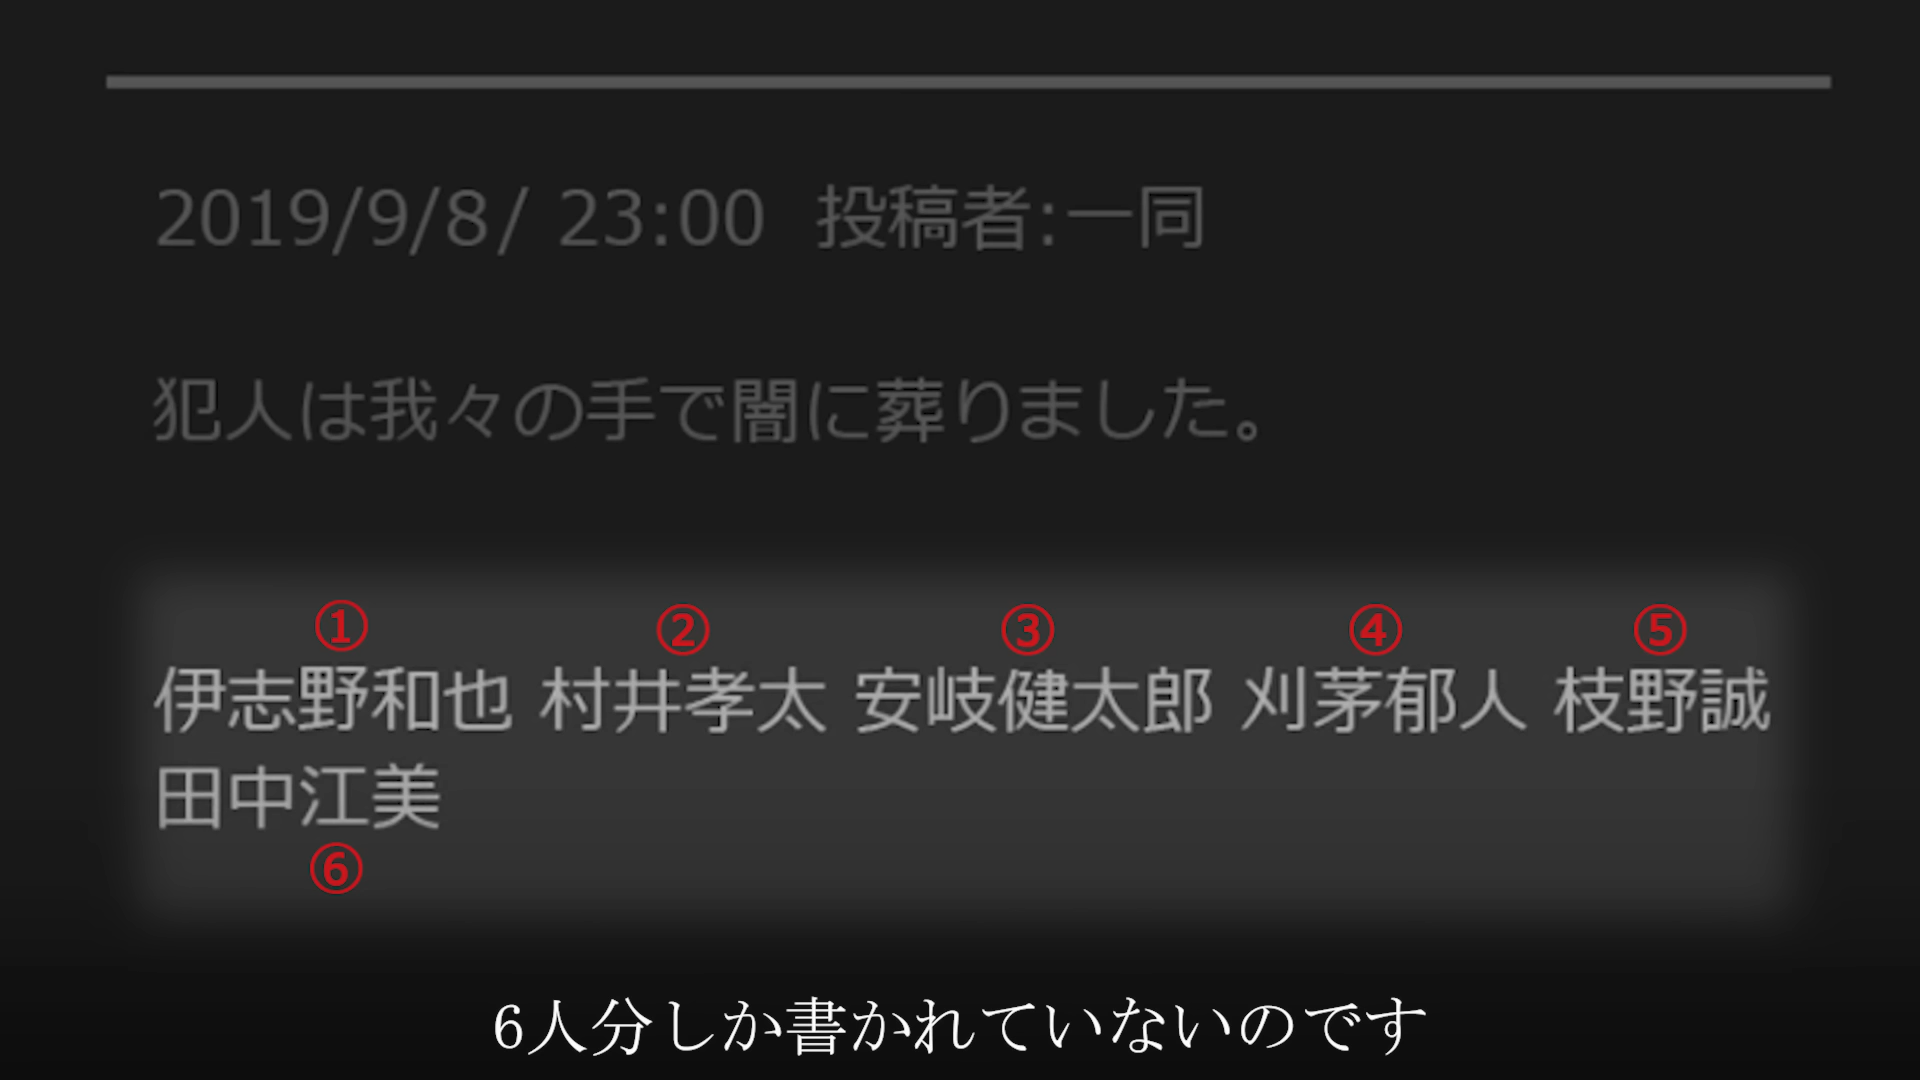 2019/9/8/ 23:00 投稿者:一同
犯人は我々の手で闇に葬りました。
① ② ③ ④ ⑤
伊志野和也 村井孝太 安岐健太郎 刈茅郁人 枝野誠
田中江美
⑥
6人分しか書かれていないのです